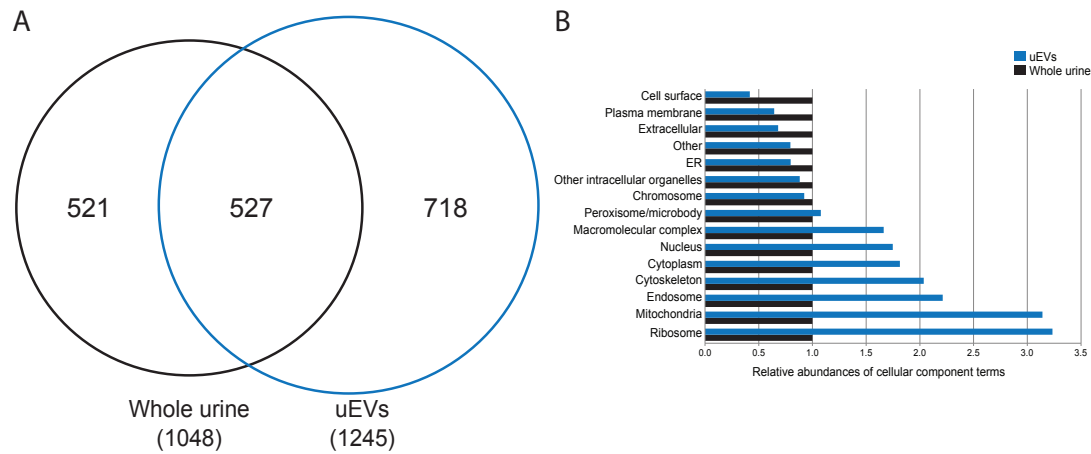 A
521
527
718
Whole urine
(1048)
uEVs
(1245)
B
uEVs
Whole urine
Cell surface
Plasma membrane
Extracellular
Other
ER
Other intracellular organelles
Chromosome
Peroxisome/microbody
Macromolecular complex
Nucleus
Cytoplasm
Cytoskeleton
Endosome
Mitochondria
Ribosome
0.0 0.5 1.0 1.5 2.0 2.5 3.0 3.5
Relative abundances of cellular component terms